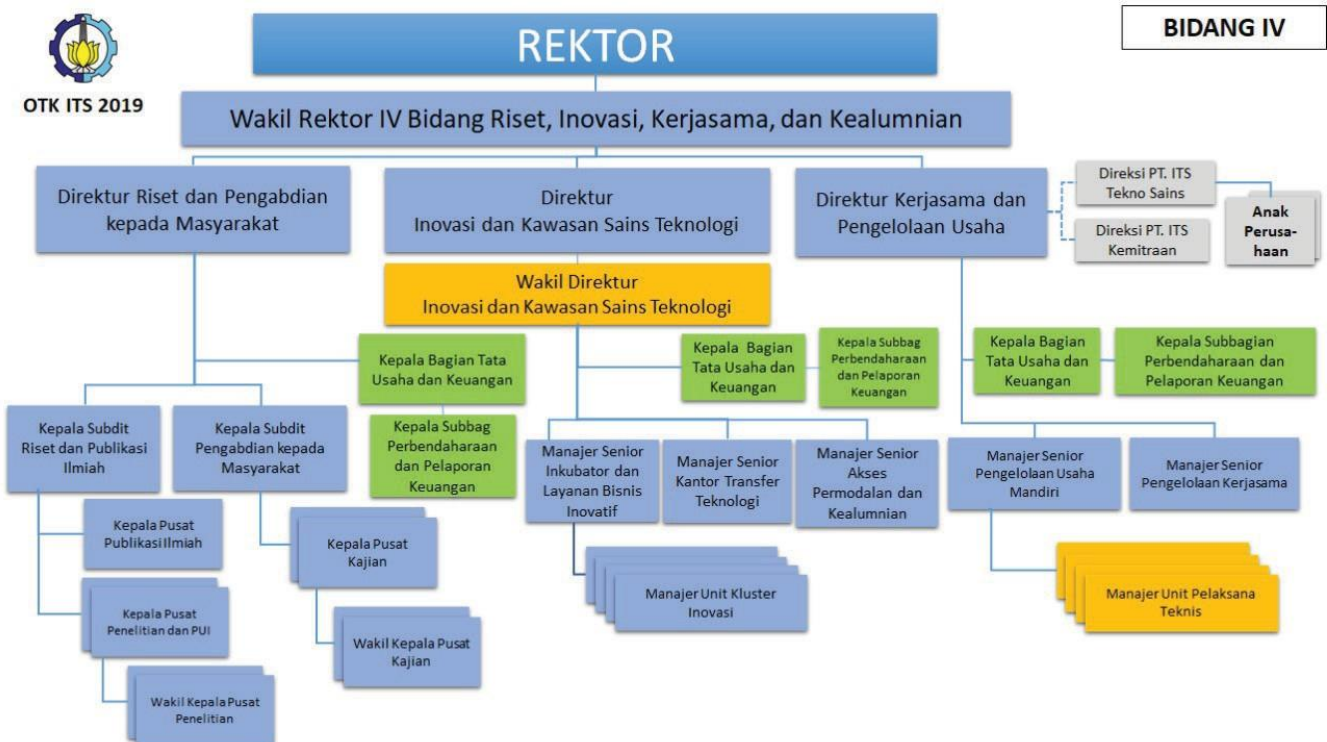 REKTOR
BIDANG IV
OTK ITS 2019
Wakil Rektor IV Bidang Riset, Inovasi, Kerjasama, dan Kealumnian
Direktur Riset dan Pengabdian
kepada Masyarakat
Direktur
Inovasi dan Kawasan Sains Teknologi
Direktur Kerjasama dan
Pengelolaan Usaha
Direksi PT. ITS
Tekno Sains
Direksi PT. ITS
Kemitraan
Anak
Perusa-
haan
Wakil Direktur
Inovasi dan Kawasan Sains Teknologi
Kepala Bagian Tata
Usaha dan Keuangan
Kepala Bagian
Tata Usaha dan
Keuangan
Kepala Subbag
Perbendaharaan
dan Pelaporan
Keuangan
Kepala Bagian
Tata Usaha dan
Keuangan
Kepala Subbagian
Perbendaharaan dan
Pelaporan Keuangan
Kepala Subdit
Riset dan Publikasi
Ilmiah
Kepala Subdit
Pengabdian kepada
Masyarakat
Kepala Subbag
Perbendaharaan
dan Pelaporan
Keuangan
Manajer Senior
Inkubator dan
Layanan Bisnis
Inovatif
Manajer Senior
Kantor Transfer
Teknologi
Manajer Senior
Akses
Permodalan dan
Kealumnian
Manajer Senior
Pengelolaan Usaha
Mandiri
Manajer Senior
Pengelolaan Kerjasama
Kepala Pusat
Publikasi Ilmiah
Kepala Pusat
Kajian
Manajer Unit Kluster
Inovasi
Manajer Unit Pelaksana
Teknis
Kepala Pusat
Penelitian dan PUI
Wakil Kepala Pusat
Kajian
Wakil Kepala Pusat
Penelitian